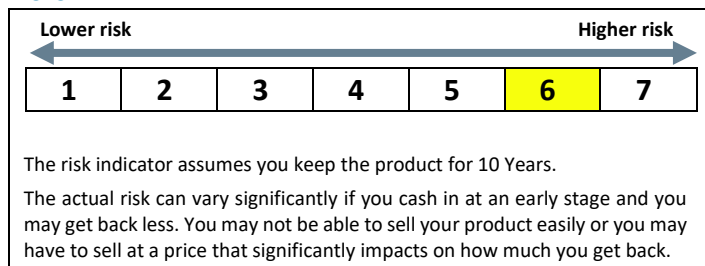 Lower risk Higher risk
1 2 3 4 5 6 7
The risk indicator assumes you keep the product for 10 Years.
The actual risk can vary significantly if you cash in at an early stage and you
may get back less. You may not be able to sell your product easily or you may
have to sell at a price that significantly impacts on how much you get back.